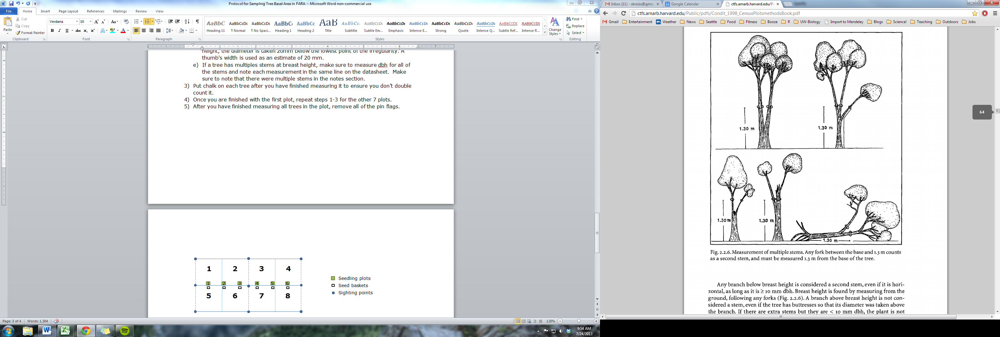 Protocol for Sampling Tree Basal Area in PARA - Microsoft Word non-commercial use
File Home Insert Page Layout References Mailings Review View
Paste
Cut
Copy
Format Painter
Clipboard
Verdana 10
Font
Paragraph
AaBbC AaBbCcDc AaBbCcDc AaBbC AaBbCc AaB AaBbCc. AaBbCcDt AaBbCcDt AaBbCcDt AaBbCcDc AaBbCcDt AaBbCcDt AABBCCDD AABBCCDD
Heading 11 ¶ Normal ¶ No Spaci... Heading 1 Heading 2 Title Subtitle Subtle Em... Emphasis Intense E... Strong Quote Intense Q... Subtle Ref... Intense R...
Styles
Change Styles
Find
Replace
Select
Editing
height, the diameter is taken 20mm below the lowest point of the irregularity. A
thumb's width is used as an estimate of 20 mm.
e) If a tree has multiples stems at breast height, make sure to measure dbh for all of
the stems and note each measurement in the same line on the datasheet. Make
sure to note that there were multiple stems in the notes section.
3) Put chalk on each tree after you have finished measuring it to ensure you don't double
count it.
4) Once you are finished with the first plot, repeat steps 1-3 for the other 7 plots.
5) After you have finished measuring all trees in the plot, remove all of the pin flags.
1 2 3 4
1 2 3 4 5 6
5 6 7 8
Seedling plots
Seed baskets
Sighting points
Page: 3 of 4 Words: 1,304
120%
9:54 AM
7/24/2013
Inbox (11) - skroiss@gmai
24 Google Calendar
ctfs.arnarb.harvard.edu/P
ctfs.arnarb.harvard.edu/Public/pdfs/Condit_1998_CensusPlotsmethodsBook.pdf
Gmail Entertainment Weather News Seattle Food Fitness Booze R UW-Biology Import to Mendeley Blogs Science! Teaching Outdoors Jobs
1.30 m
1.30 m
1.30 m
1.30 m
1.30 m
64
Fig. 2.2.6. Measurement of multiple stems. Any fork between the base and 1.3 m counts
as a second stem, and must be measured 1.3 m from the base of the tree.
Any branch below breast height is considered a second stem, even if it is hori-
zontal, as long as it is ≥ 10 mm dbh. Breast height is found by measuring from the
ground, following any forks (Fig. 2.2.6). A branch above breast height is not con-
sidered a stem, even if the tree has buttresses so that its diameter was taken above
the branch. If there are extra stems but they are < 10 mm dbh, the plant is not